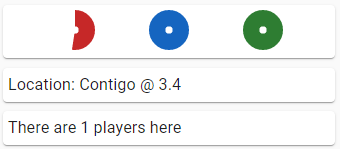 Location: Contigo @ 3.4
There are 1 players here